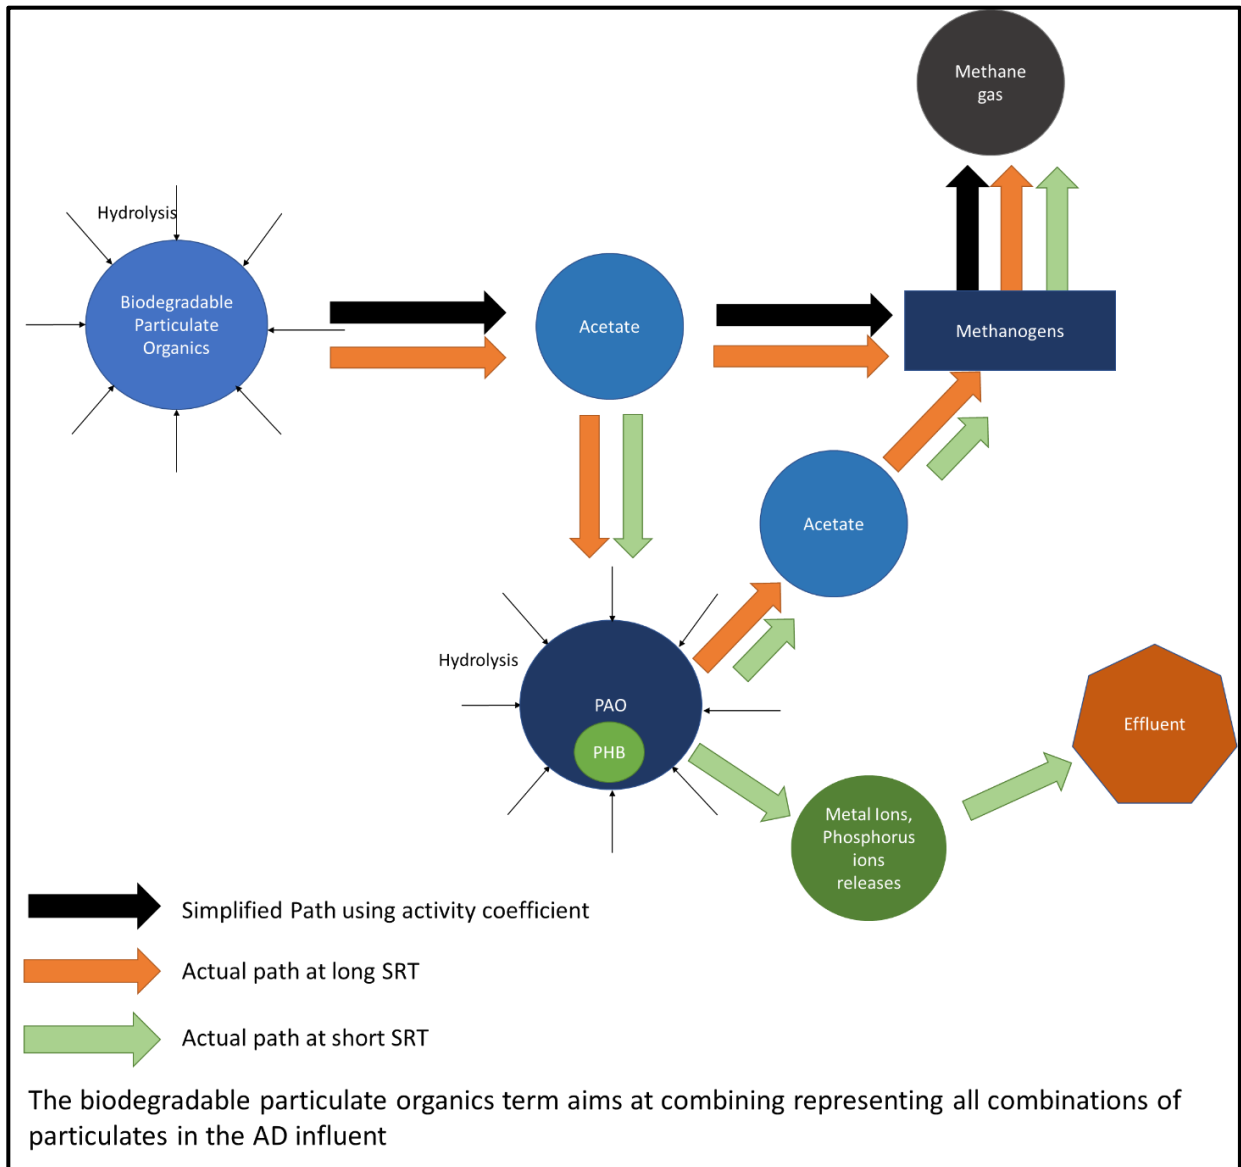 Methane
gas
Hydrolysis
Biodegradable
Particulate
Organics
Acetate
Methanogens
Acetate
Hydrolysis
PAO
PHB
Effluent
Metal Ions,
Phosphorus
ions
releases
Simplified Path using activity coefficient
Actual path at long SRT
Actual path at short SRT
The biodegradable particulate organics term aims at combining representing all combinations of
particulates in the AD influent